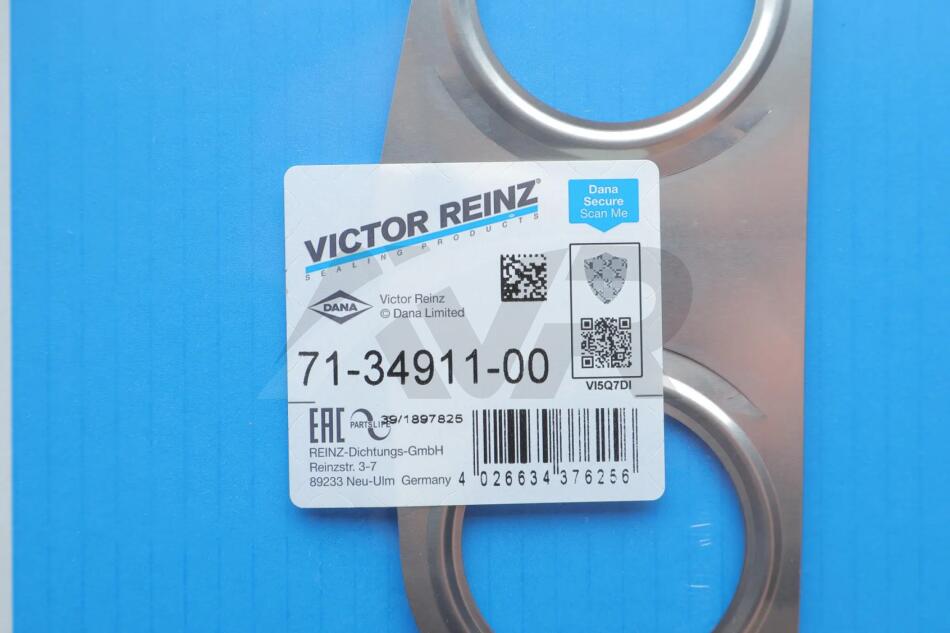 VICTOR REINZ®
SEALING PRODUCTS
Dana
Secure
Scan Me
DANA
Victor Reinz
© Dana Limited
71-34911-00
VI5Q7DI
EAC PARTSLIFE 39/1897825
REINZ-Dichtungs-GmbH
Reinzstr. 3-7
89233 Neu-Ulm Germany
4 026634 376256
AVR